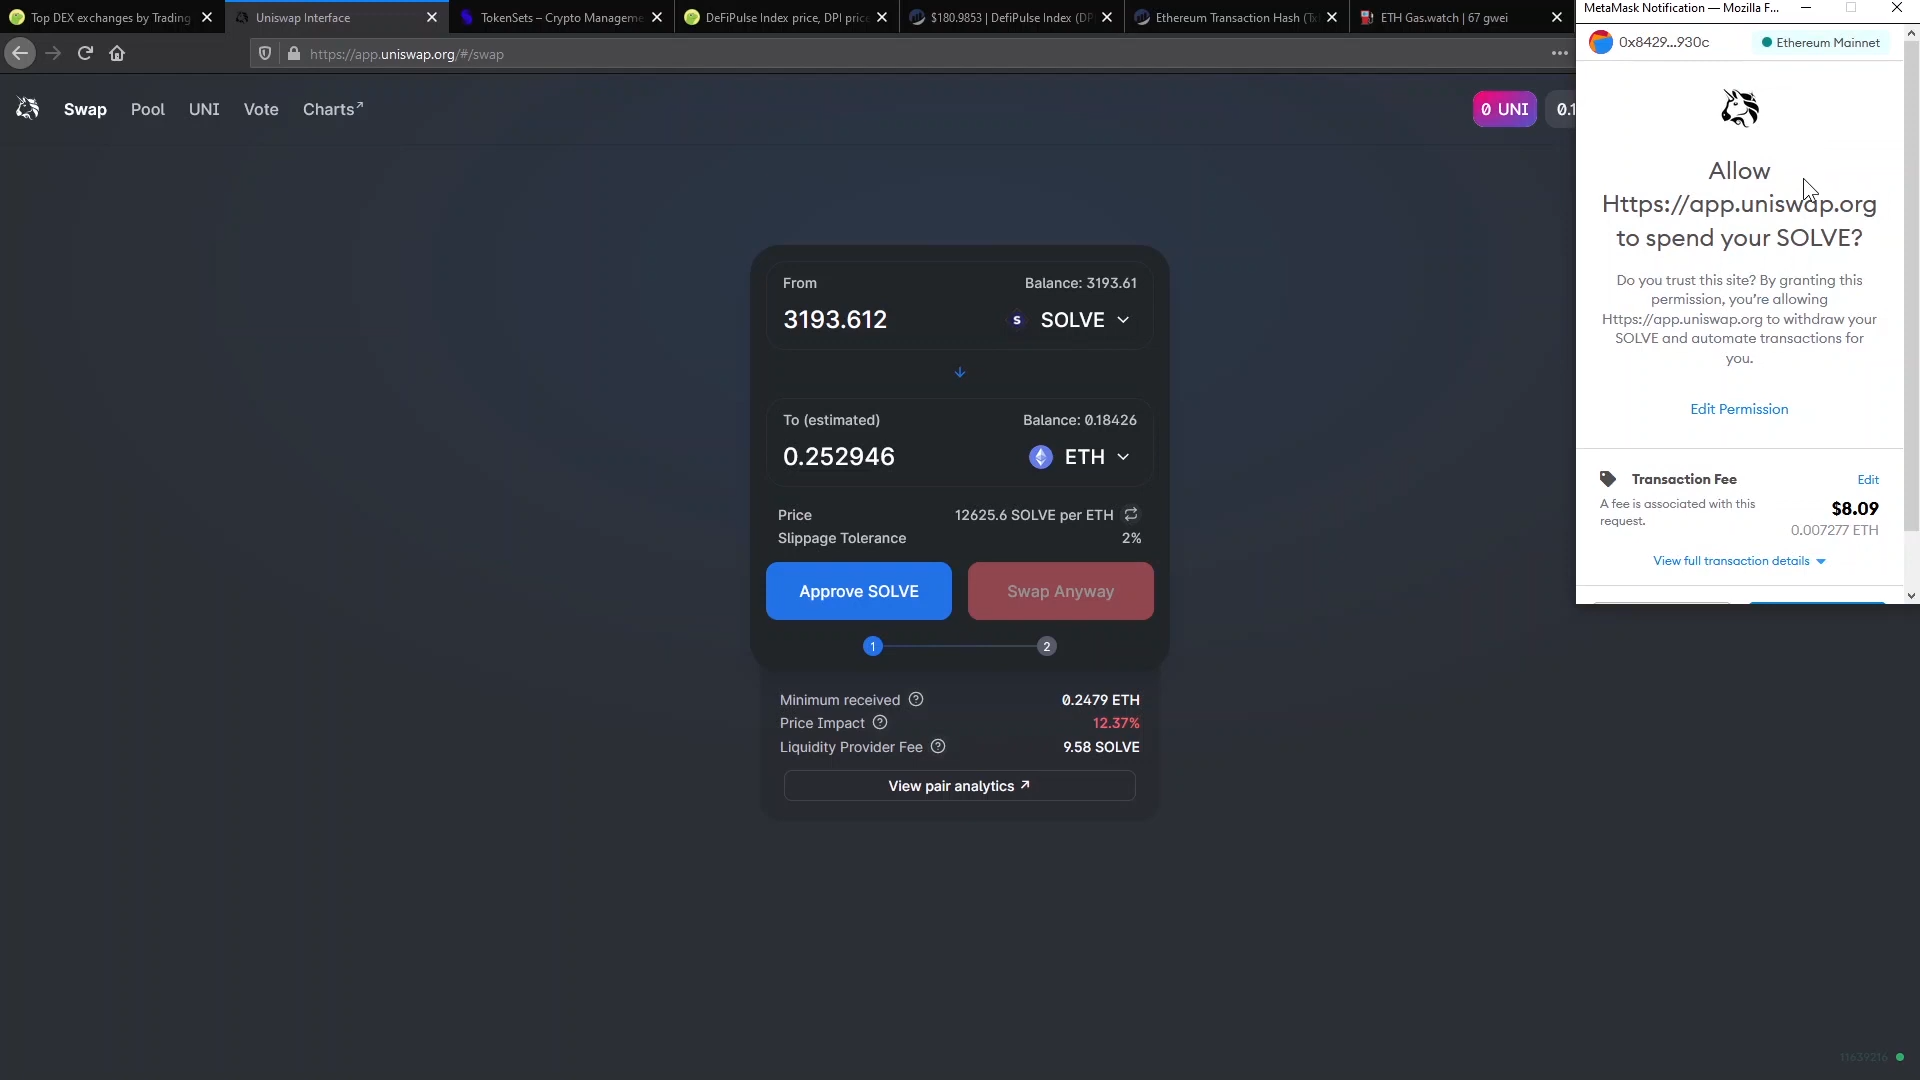 Top DEX exchanges by Trading
Uniswap Interface
TokenSets – Crypto Manageme
DeFiPulse Index price, DPI price
$180.9853 | DefiPulse Index (DP
Ethereum Transaction Hash (Tx
ETH Gas.watch | 67 gwei
MetaMask Notification — Mozilla F...
https://app.uniswap.org/#/swap
0x8429...930c
Ethereum Mainnet
Swap
Pool
UNI
Vote
Charts↗
0 UNI
0.1
Allow
Https://app.uniswap.org
to spend your SOLVE?
Do you trust this site? By granting this
permission, you're allowing
Https://app.uniswap.org to withdraw your
SOLVE and automate transactions for
you.
Edit Permission
Transaction Fee
Edit
A fee is associated with this
request.
$8.09
0.007277 ETH
View full transaction details
From
Balance: 3193.61
3193.612
S
SOLVE
To (estimated)
Balance: 0.18426
0.252946
ETH
Price
12625.6 SOLVE per ETH
Slippage Tolerance
2%
Approve SOLVE
Swap Anyway
1
2
Minimum received ?
0.2479 ETH
Price Impact ?
12.37%
Liquidity Provider Fee ?
9.58 SOLVE
View pair analytics ↗
11639216